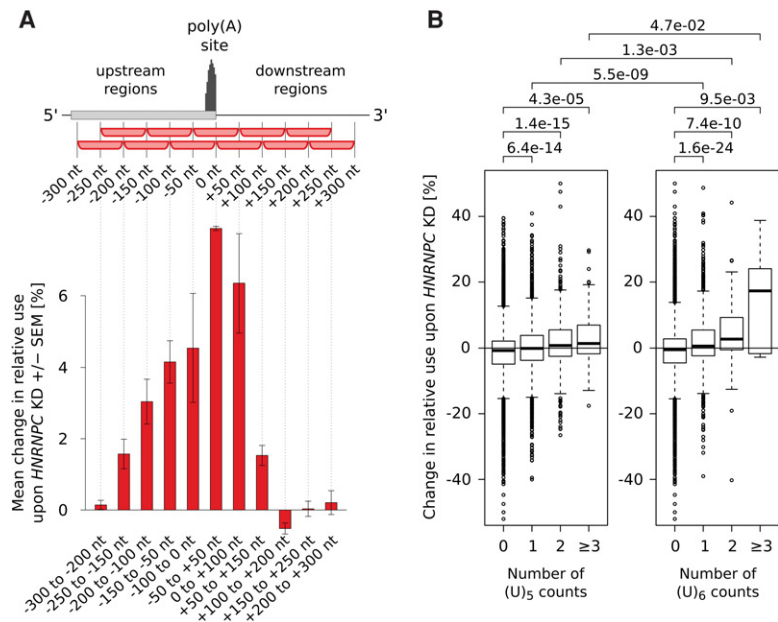 A
poly(A)
site
upstream
regions
downstream
regions
5'
3'
-300 nt
-250 nt
-200 nt
-150 nt
-100 nt
-50 nt
0 nt
+50 nt
+100 nt
+150 nt
+200 nt
+250 nt
+300 nt
Mean change in relative use
upon HNRNPC KD +/− SEM [%]
6
4
2
0
-300 to -200 nt
-250 to -150 nt
-200 to -100 nt
-150 to -50 nt
-100 to 0 nt
-50 to +50 nt
0 to +100 nt
+50 to +150 nt
+100 to +200 nt
+150 to +250 nt
+200 to +300 nt
B
4.7e-02
1.3e-03
5.5e-09
4.3e-05
9.5e-03
1.4e-15
7.4e-10
6.4e-14
1.6e-24
Change in relative use upon HNRNPC KD [%]
40
20
0
-20
-40
40
20
0
-20
-40
0 1 2 ≥3
0 1 2 ≥3
Number of
(U)5 counts
Number of
(U)6 counts